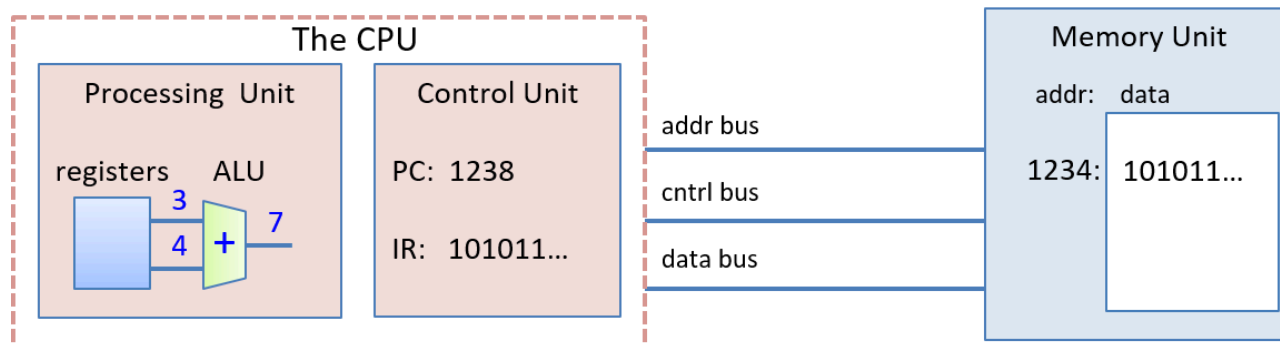 The CPU
Processing Unit
registers ALU
3
4
+
7
Control Unit
PC: 1238
IR: 101011...
addr bus
cntrl bus
data bus
Memory Unit
addr: data
1234: 101011...